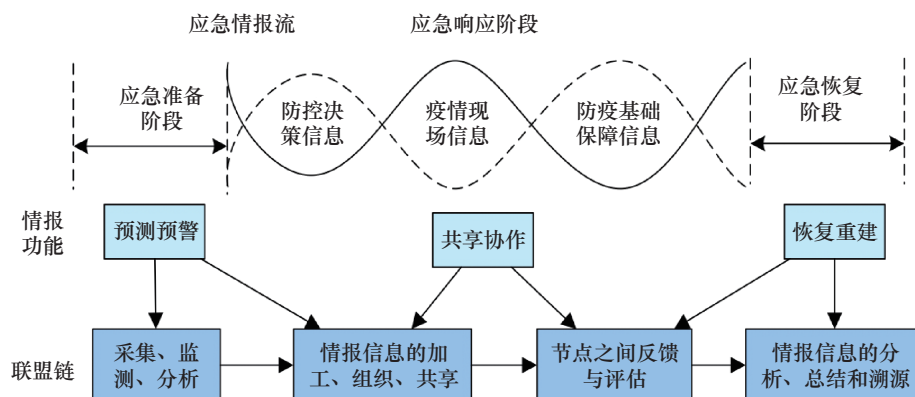 应急情报流
应急响应阶段
应急准备
阶段
防控决
策信息
疫情现
场信息
防疫基础
保障信息
应急恢复
阶段
情报
功能
预测预警
共享协作
恢复重建
联盟链
采集、监
测、分析
情报信息的加
工、组织、共享
节点之间反馈
与评估
情报信息的分
析、总结和溯源